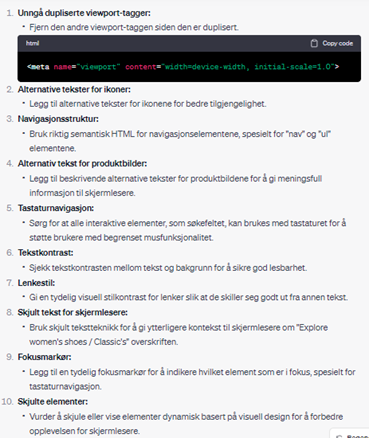 1. Unngå dupliserte viewport-tagger:
• Fjern den andre viewport-taggen siden den er duplisert.
html Copy code
<meta name="viewport" content="width=device-width, initial-scale=1.0">
2. Alternative tekster for ikoner:
• Legg til alternative tekster for ikonene for bedre tilgjengelighet.
3. Navigasjonsstruktur:
• Bruk riktig semantisk HTML for navigasjonselementene, spesielt for "nav" og "ul"
elementene.
4. Alternativ tekst for produktbilder:
• Legg til beskrivende alternative tekster for produktbildene for å gi meningsfull
informasjon til skjermlesere.
5. Tastaturnavigasjon:
• Sørg for at alle interaktive elementer, som søkefeltet, kan brukes med tastaturet for å
støtte brukere med begrenset musfunksjonalitet.
6. Tekstkontrast:
• Sjekk tekstkontrasten mellom tekst og bakgrunn for å sikre god lesbarhet.
7. Lenkestil:
• Gi en tydelig visuell stilkontrast for lenker slik at de skiller seg godt ut fra annen tekst.
8. Skjult tekst for skjermlesere:
• Bruk skjult tekstteknikk for å gi ytterligere kontekst til skjermlesere om "Explore
women's shoes / Classic's" overskriften.
9. Fokusmarkør:
• Legg til en tydelig fokusmarkør for å indikere hvilket element som er i fokus, spesielt for
tastaturnavigasjon.
10. Skjulte elementer:
• Vurder å skjule eller vise elementer dynamisk basert på visuell design for å forbedre
opplevelsen for skjermlesere.